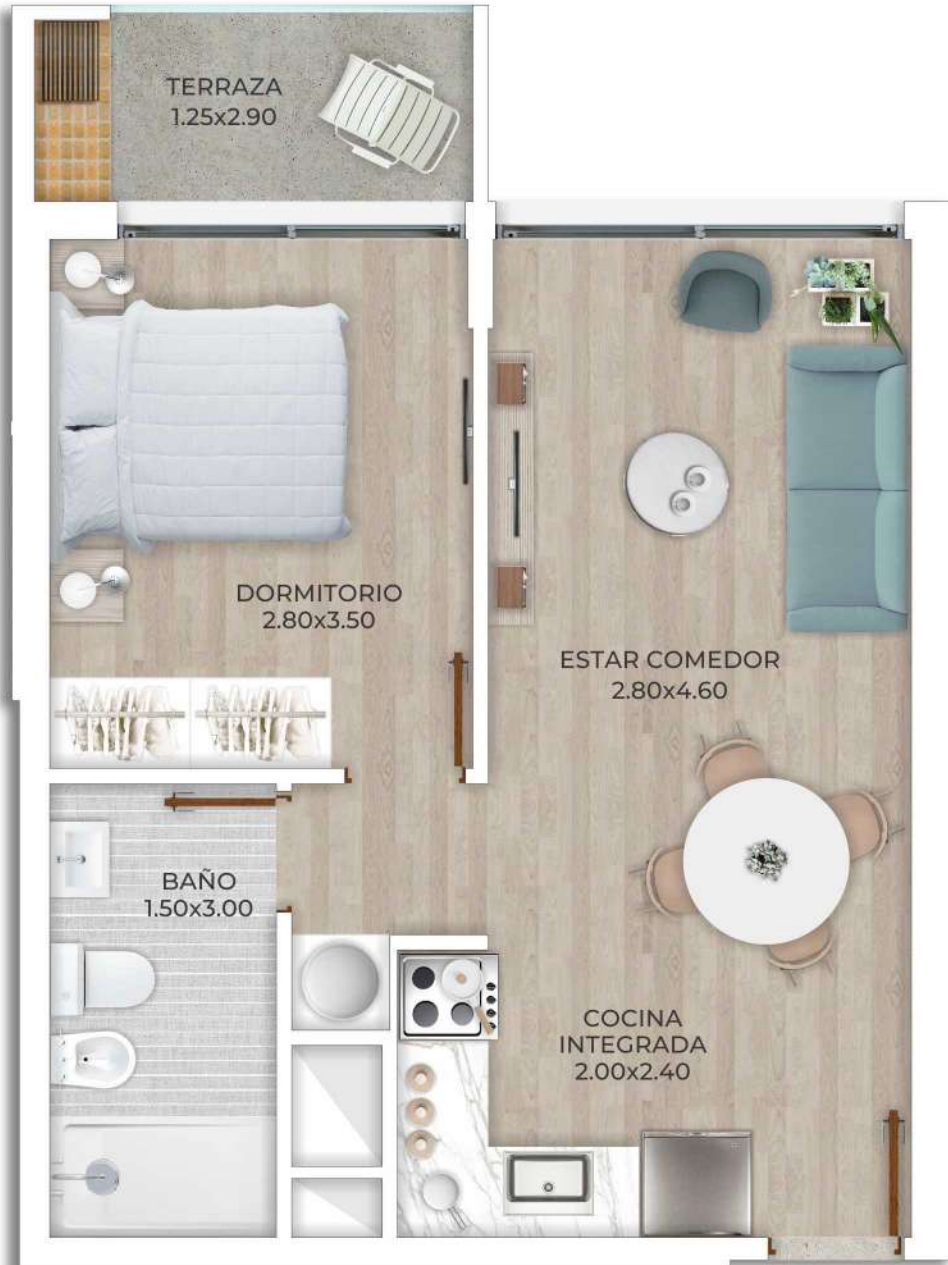 TERRAZA
1.25x2.90
DORMITORIO
2.80x3.50
ESTAR COMEDOR
2.80x4.60
BAÑO
1.50x3.00
COCINA
INTEGRADA
2.00x2.40